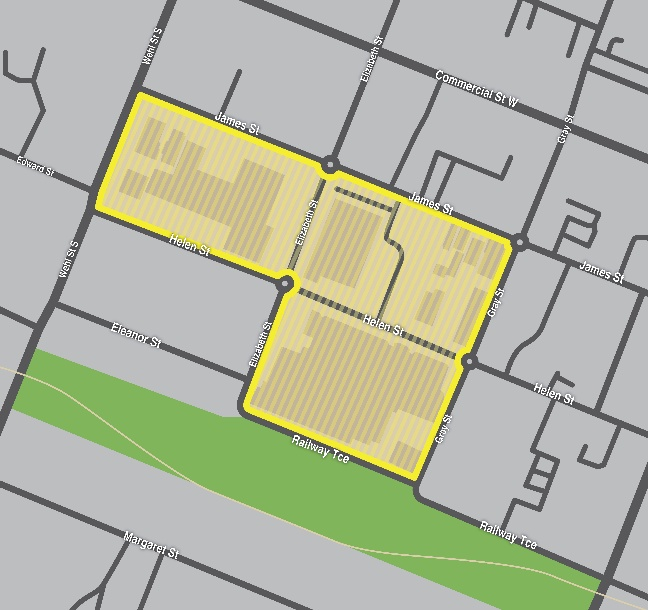 Wehl St S
Elizabeth St
Commercial St W
Gray St
James St
Edward St
James St
Elizabeth St
Helen St
Wehl St S
James St
Gray St
Helen St
Eleanor St
Elizabeth St
Helen St
Gray St
Railway Tce
Railway Tce
Margaret St